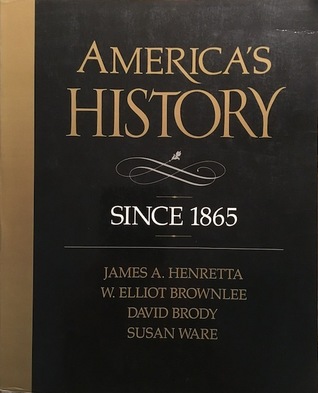 AMERICA'S
HISTORY
SINCE 1865
JAMES A. HENRETTA
W. ELLIOT BROWNLEE
DAVID BRODY
SUSAN WARE